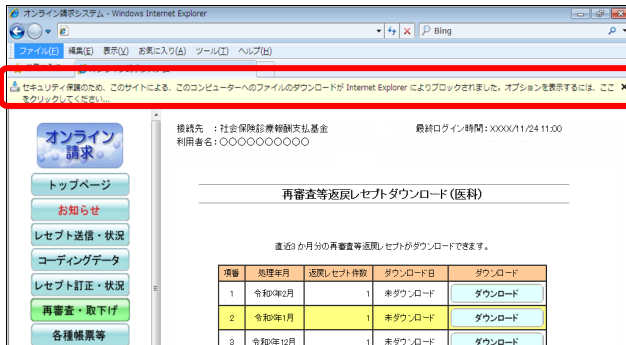 オンライン請求システム - Windows Internet Explorer
Bing
ファイル(F) 編集(E) 表示(V) お気に入り(A) ツール(T) ヘルプ(H)
セキュリティ保護のため、このサイトによる、このコンピューターへのファイルのダウンロードが Internet Explorer によりブロックされました。オプションを表示するには、ここ
をクリックしてください...
オンライン
請求
接続先 :社会保険診療報酬支払基金
最終ログイン時間:XXXX/11/24 11:00
利用者名:○○○○○○○○○○
トップページ
お知らせ
レセプト送信・状況
コーディングデータ
レセプト訂正・状況
再審査・取下げ
各種帳票等
再審査等返戻レセプトダウンロード(医科)
直近3か月分の再審査等返戻レセプトがダウンロードできます。
項番 処理年月 返戻レセプト件数 ダウンロード日 ダウンロード
1 令和X年2月 1 未ダウンロード ダウンロード
2 令和X年1月 1 未ダウンロード ダウンロード
3 令和X年12月 1 未ダウンロード ダウンロード